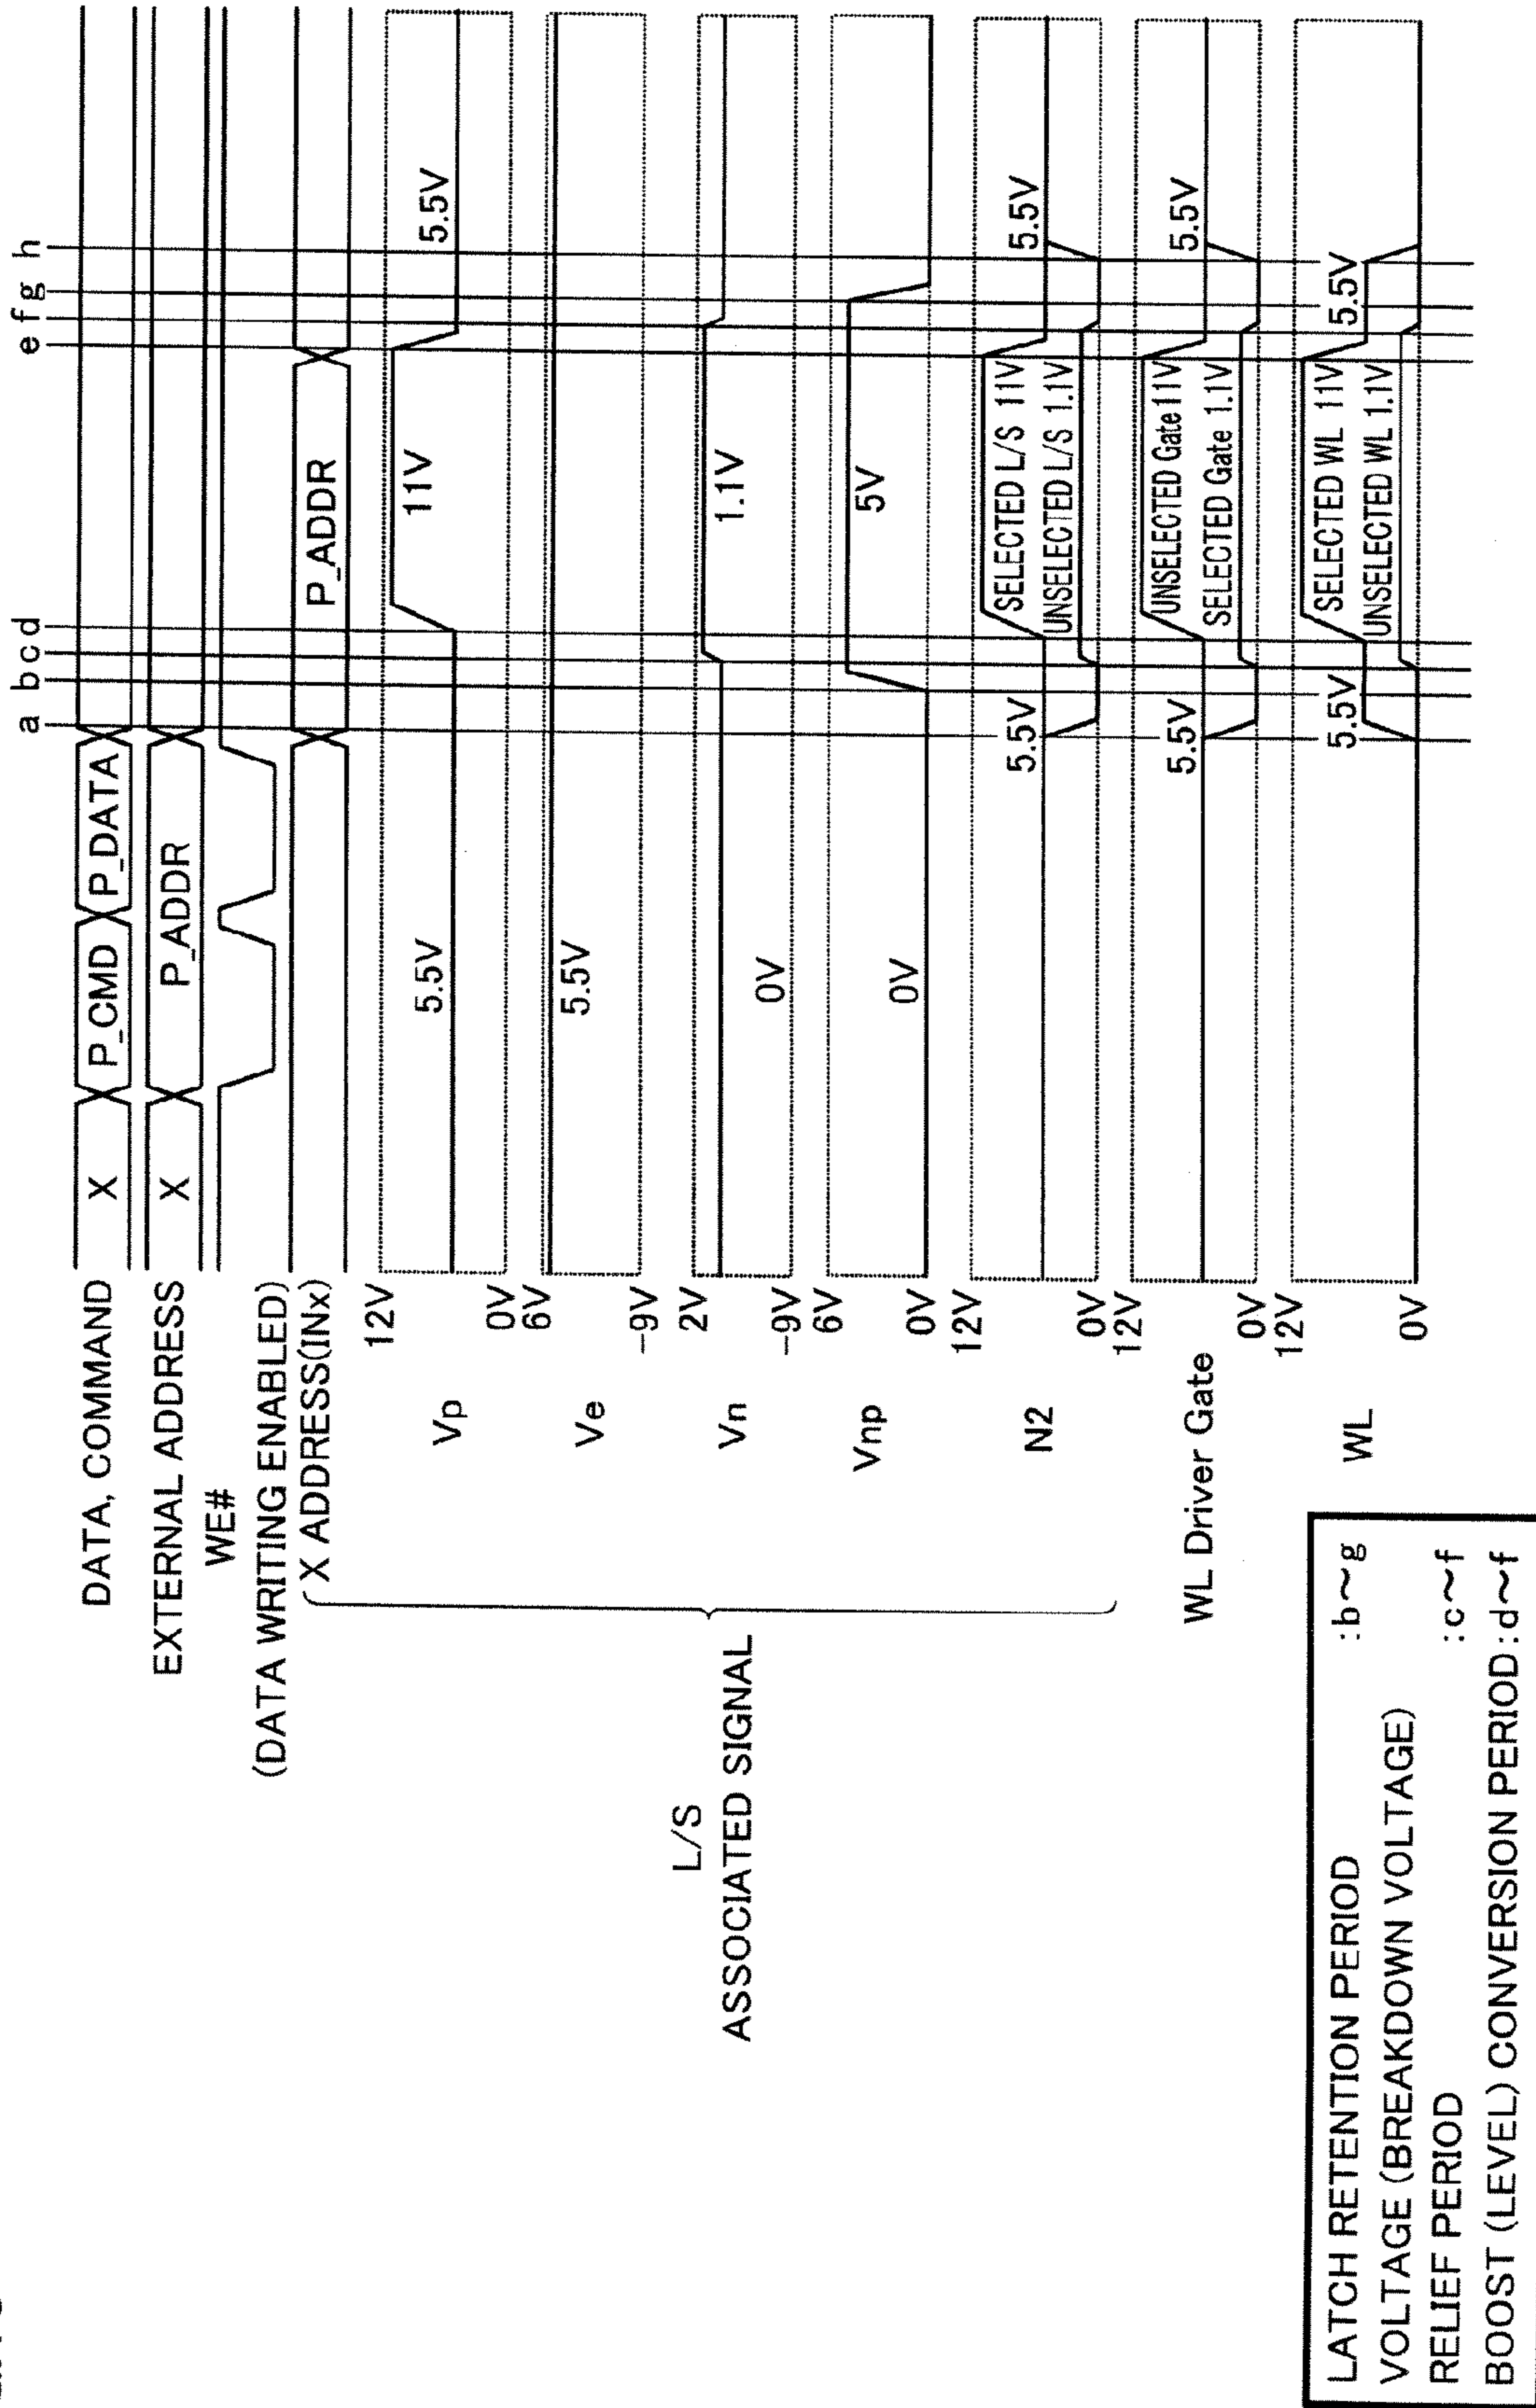 a b c d e f g h
DATA, COMMAND
X P_CMD P_DATA
EXTERNAL ADDRESS
X P_ADDR
WE#
(DATA WRITING ENABLED)
X ADDRESS(INx)
P_ADDR
L/S
ASSOCIATED SIGNAL
Vp
12V
0V
5.5V
11V
5.5V
Ve
6V
-9V
5.5V
Vn
2V
-9V
0V
1.1V
Vnp
6V
0V
0V
5V
N2
12V
0V
5.5V
SELECTED L/S 11V
UNSELECTED L/S 1.1V
5.5V
WL Driver Gate
12V
0V
5.5V
UNSELECTED Gate 11V
SELECTED Gate 1.1V
5.5V
WL
12V
0V
5.5V
SELECTED WL 11V
UNSELECTED WL 1.1V
5.5V
LATCH RETENTION PERIOD :b~g
VOLTAGE (BREAKDOWN VOLTAGE)
RELIEF PERIOD :c~f
BOOST (LEVEL) CONVERSION PERIOD:d~f